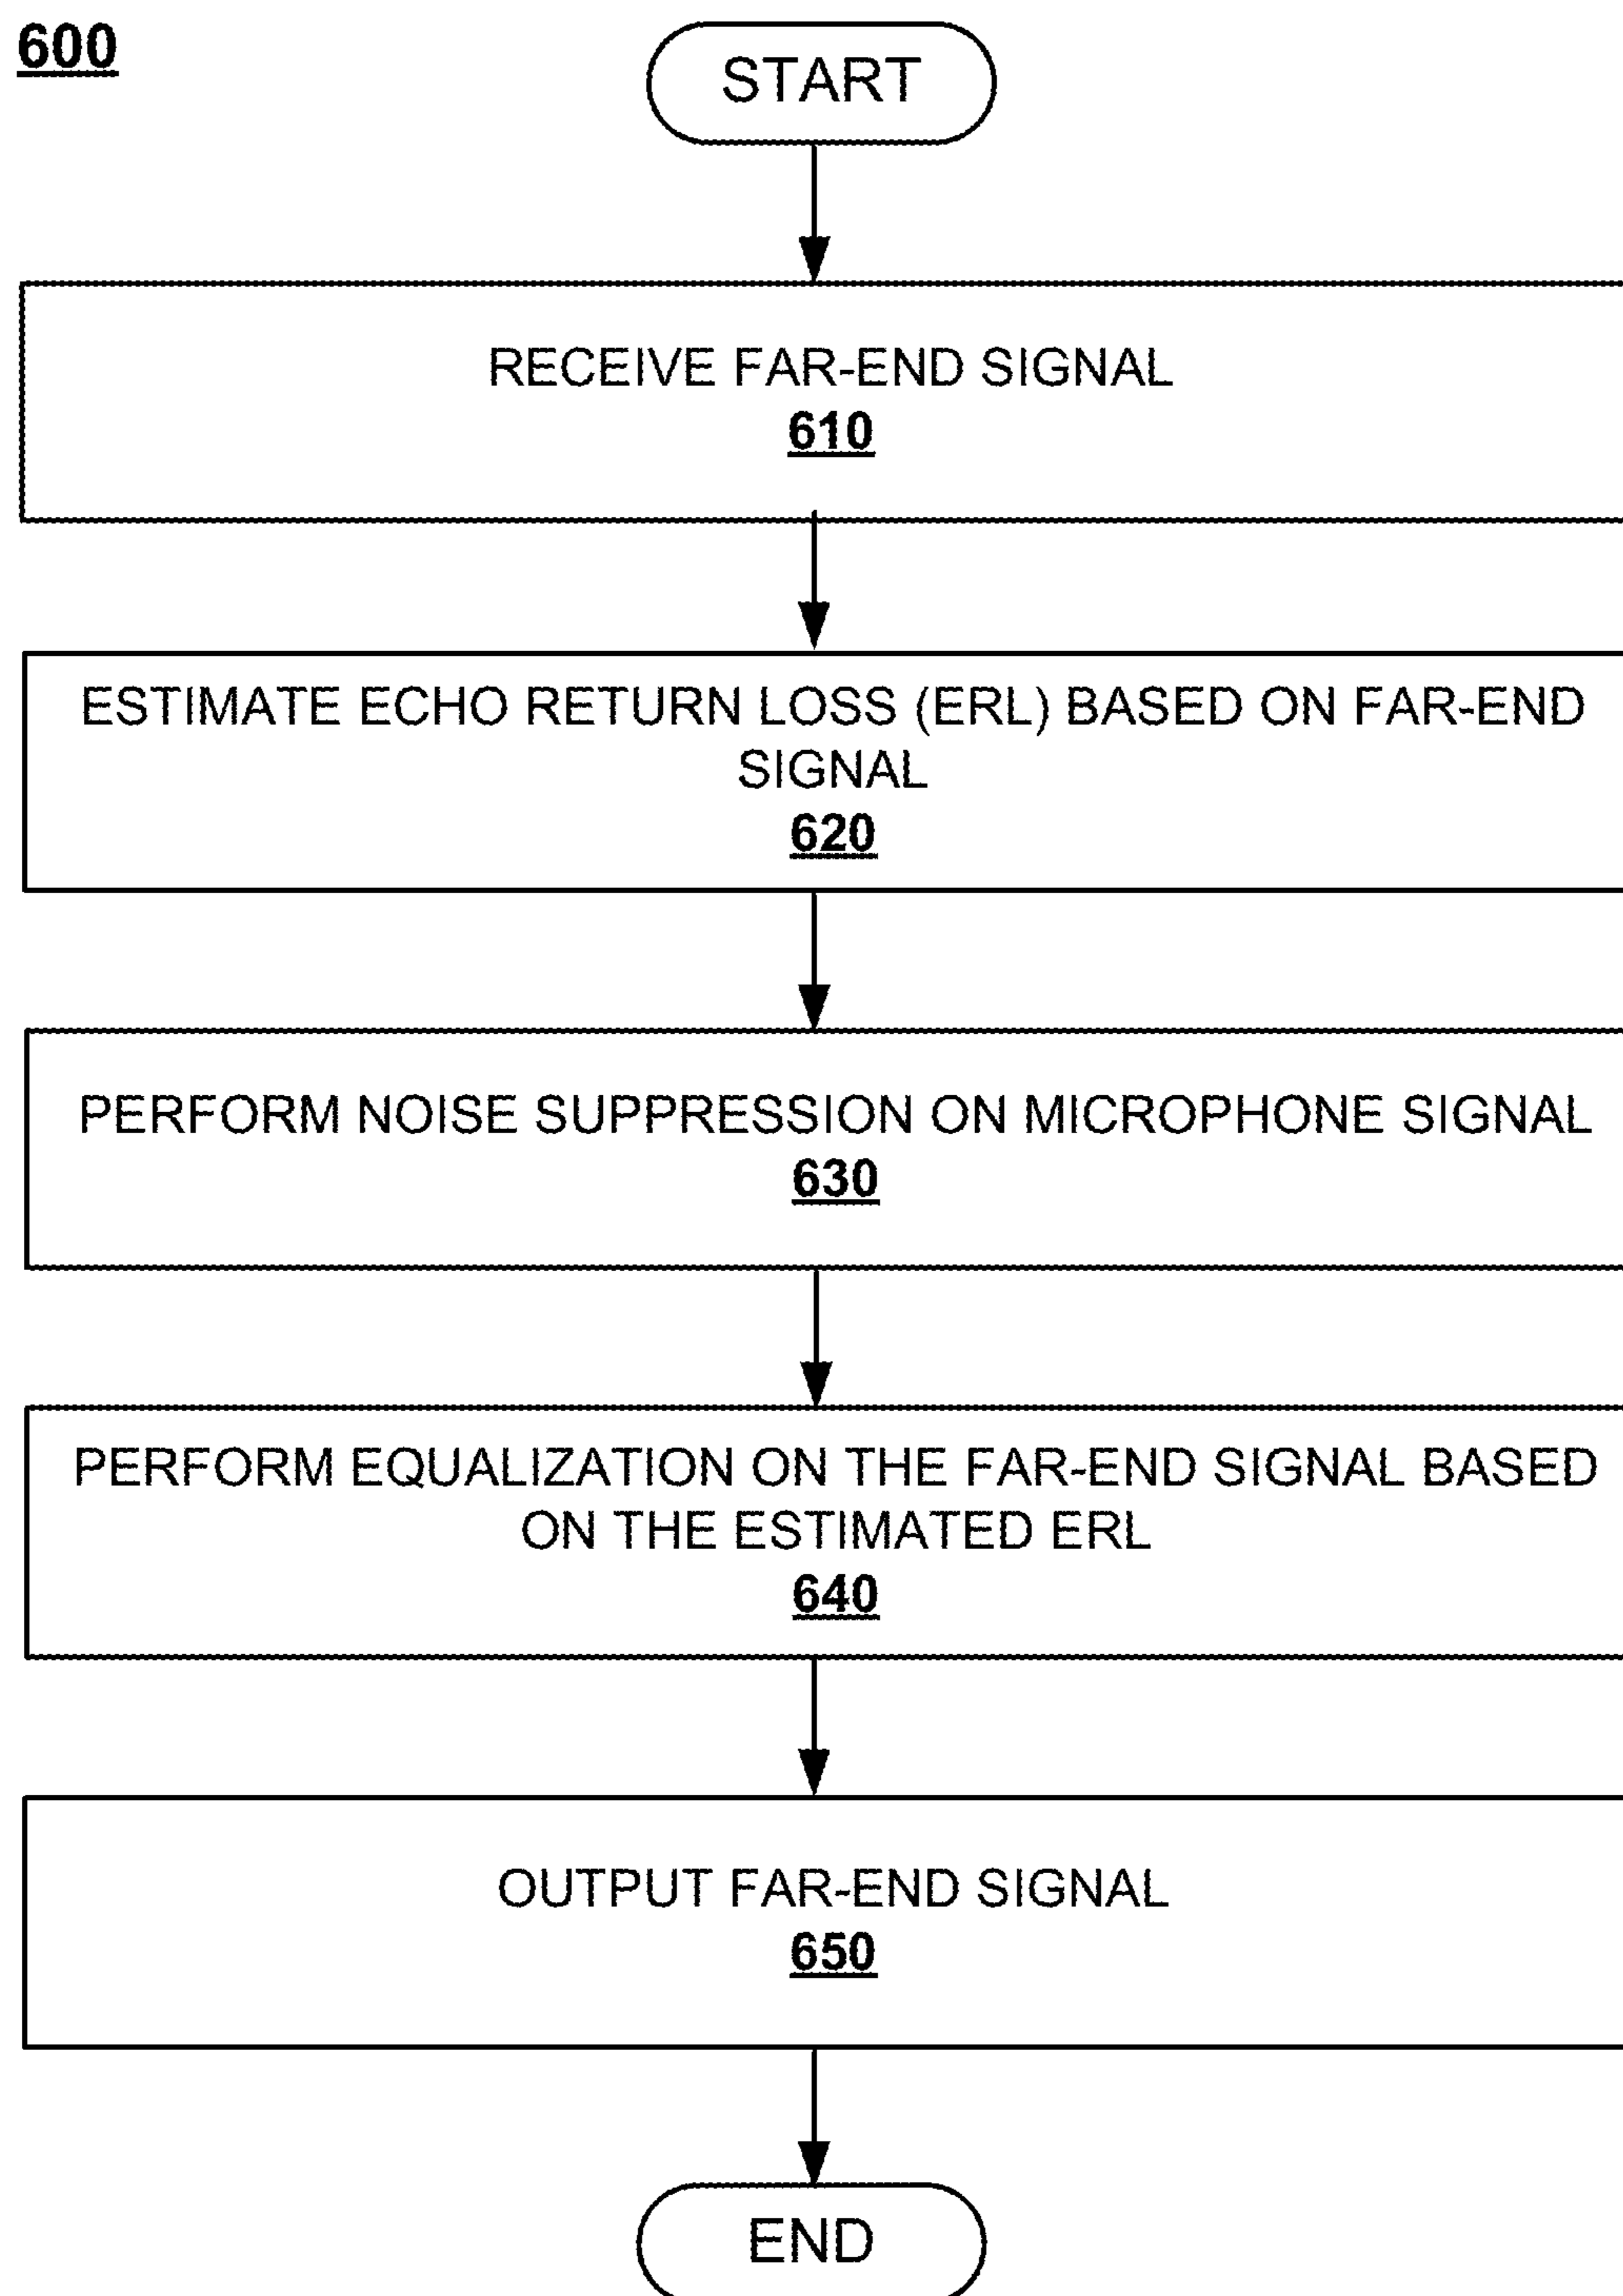 600
START
RECEIVE FAR-END SIGNAL
610
ESTIMATE ECHO RETURN LOSS (ERL) BASED ON FAR-END
SIGNAL
620
PERFORM NOISE SUPPRESSION ON MICROPHONE SIGNAL
630
PERFORM EQUALIZATION ON THE FAR-END SIGNAL BASED
ON THE ESTIMATED ERL
640
OUTPUT FAR-END SIGNAL
650
END